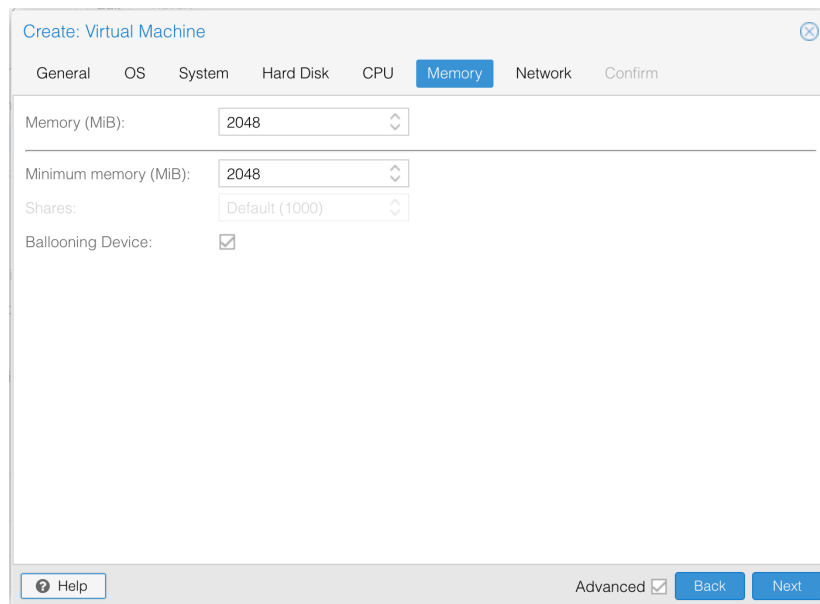 Create: Virtual Machine
General OS System Hard Disk CPU Memory Network Confirm
Memory (MiB): 2048
Minimum memory (MiB): 2048
Shares: Default (1000)
Ballooning Device:
Help Advanced Back Next